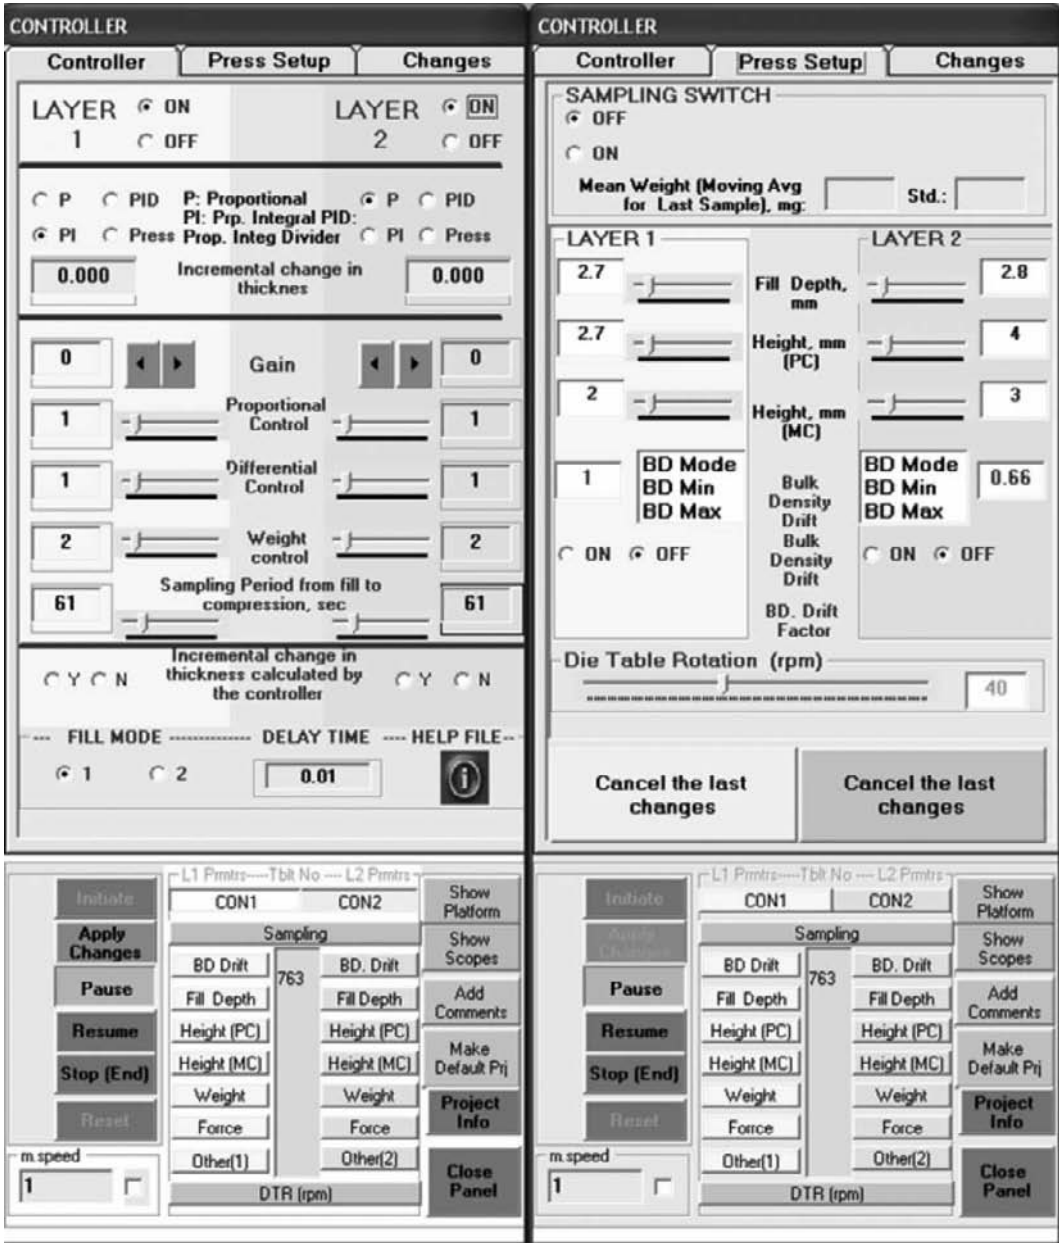 CONTROLLER
Controller Press Setup Changes
LAYER 1 ON OFF
LAYER 2 ON OFF
P PID P: Proportional P PID
PI: Prp. Integral PID:
PI Press Prop. Integ Divider PI Press
0.000 Incremental change in 0.000
thicknes
0 Gain 0
Proportional
1 Control 1
Differential
1 Control 1
2 Weight 2
control
Sampling Period from fill to
61 compression, sec 61
Incremental change in
Y N thickness calculated by Y N
the controller
FILL MODE DELAY TIME HELP FILE
1 2 0.01
L1 Prmtrs----Tblt No ---- L2 Prmtrs
Initiate CON1 CON2 Show
Platform
Apply
Changes Sampling Show
Scopes
BD Drift 763 BD. Drift
Pause Fill Depth Fill Depth Add
Comments
Resume Height (PC) Height (PC)
Make
Default Prj
Stop (End) Height (MC) Height (MC)
Weight Weight Project
Info
Reset Forrce Force
m.speed
1 Other(1) Other(2) Close
Panel
DTR (rpm)
CONTROLLER
Controller Press Setup Changes
SAMPLING SWITCH
OFF
ON
Mean Weight (Moving Avg
for Last Sample), mg: Std.:
LAYER 1 LAYER 2
2.7 Fill Depth, 2.8
mm
2.7 Height, mm 4
(PC)
2 Height, mm 3
(MC)
BD Mode BD Mode
1 BD Min Bulk BD Min 0.66
BD Max Density BD Max
Drift
Bulk
ON OFF Density ON OFF
Drift
BD. Drift
Factor
Die Table Rotation (rpm)
40
Cancel the last Cancel the last
changes changes
L1 Prmtrs----Tblt No ---- L2 Prmtrs
Initiate CON1 CON2 Show
Platform
Apply
Changes Sampling Show
Scopes
BD Drift 763 BD. Drift
Pause Fill Depth Fill Depth Add
Comments
Resume Height (PC) Height (PC)
Make
Default Prj
Stop (End) Height (MC) Height (MC)
Weight Weight Project
Info
Reset Forrce Force
m.speed
1 Other(1) Other(2) Close
Panel
DTR (rpm)